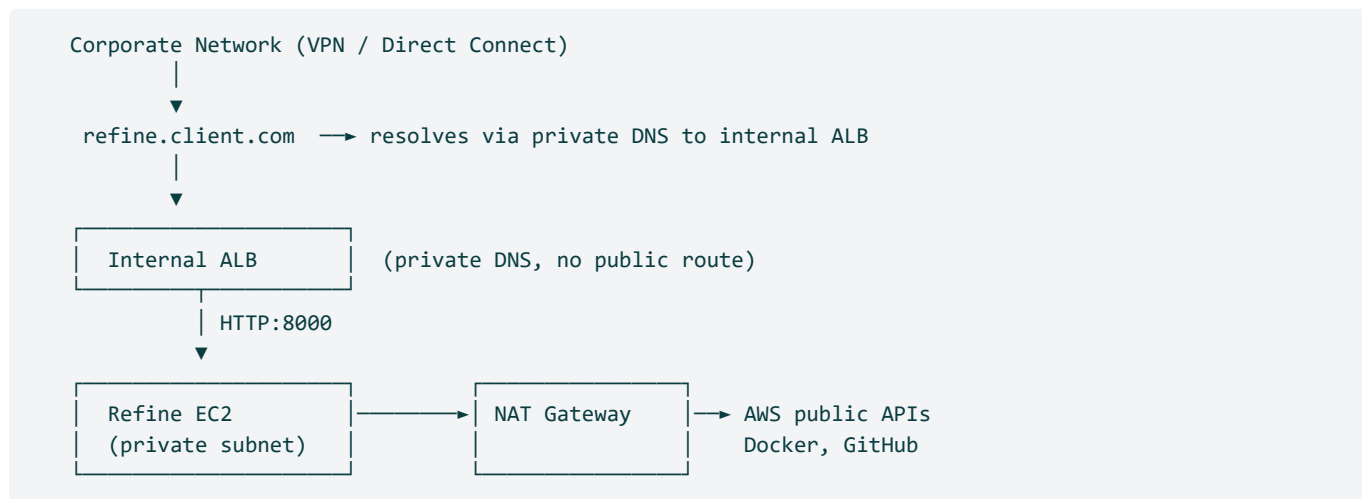 Corporate Network (VPN / Direct Connect)
refine.client.com ──► resolves via private DNS to internal ALB
Internal ALB (private DNS, no public route)
HTTP:8000
Refine EC2 NAT Gateway AWS public APIs
(private subnet) Docker, GitHub